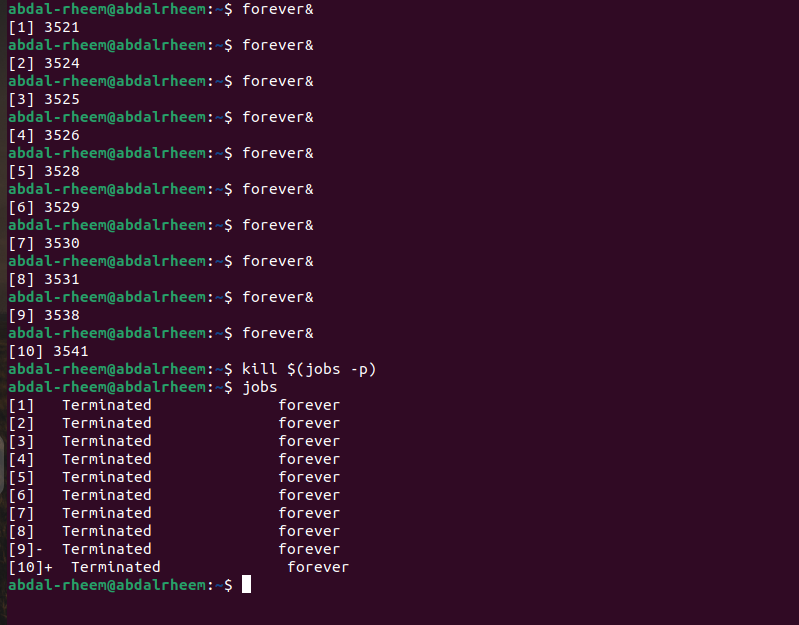 abdal-rheem@abdalrheem:~$ forever&
[1] 3521
abdal-rheem@abdalrheem:~$ forever&
[2] 3524
abdal-rheem@abdalrheem:~$ forever&
[3] 3525
abdal-rheem@abdalrheem:~$ forever&
[4] 3526
abdal-rheem@abdalrheem:~$ forever&
[5] 3528
abdal-rheem@abdalrheem:~$ forever&
[6] 3529
abdal-rheem@abdalrheem:~$ forever&
[7] 3530
abdal-rheem@abdalrheem:~$ forever&
[8] 3531
abdal-rheem@abdalrheem:~$ forever&
[9] 3538
abdal-rheem@abdalrheem:~$ forever&
[10] 3541
abdal-rheem@abdalrheem:~$ kill $(jobs -p)
abdal-rheem@abdalrheem:~$ jobs
[1]   Terminated              forever
[2]   Terminated              forever
[3]   Terminated              forever
[4]   Terminated              forever
[5]   Terminated              forever
[6]   Terminated              forever
[7]   Terminated              forever
[8]   Terminated              forever
[9]-  Terminated              forever
[10]+  Terminated              forever
abdal-rheem@abdalrheem:~$